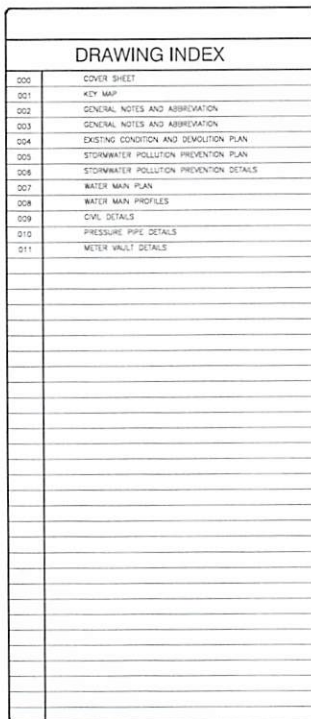 DRAWING INDEX
000 COVER SHEET
001 KEY MAP
002 GENERAL NOTES AND ABBREVIATION
003 GENERAL NOTES AND ABBREVIATION
004 EXISTING CONDITION AND DEMOLITION PLAN
005 STORMWATER POLLUTION PREVENTION PLAN
006 STORMWATER POLLUTION PREVENTION DETAILS
007 WATER MAIN PLAN
008 WATER MAIN PROFILES
009 CIVIL DETAILS
010 PRESSURE PIPE DETAILS
011 METER VAULT DETAILS